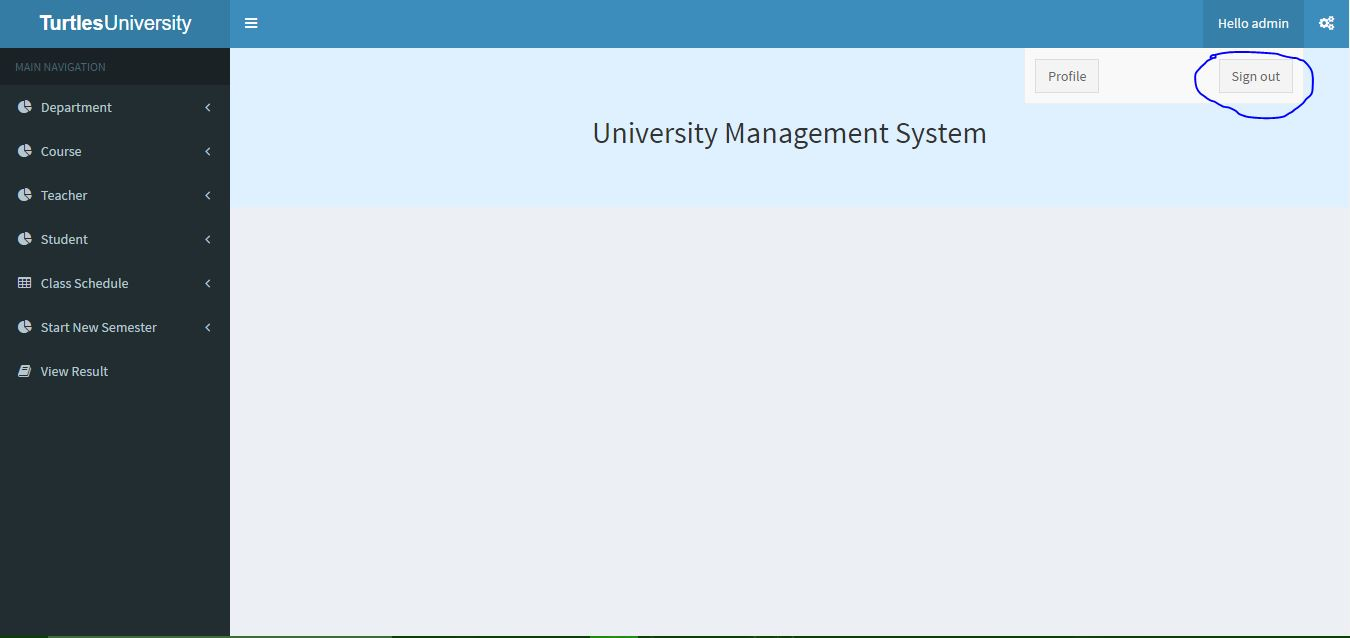 TurtlesUniversity
Hello admin
MAIN NAVIGATION
Profile
Sign out
Department
University Management System
Course
Teacher
Student
Class Schedule
Start New Semester
View Result